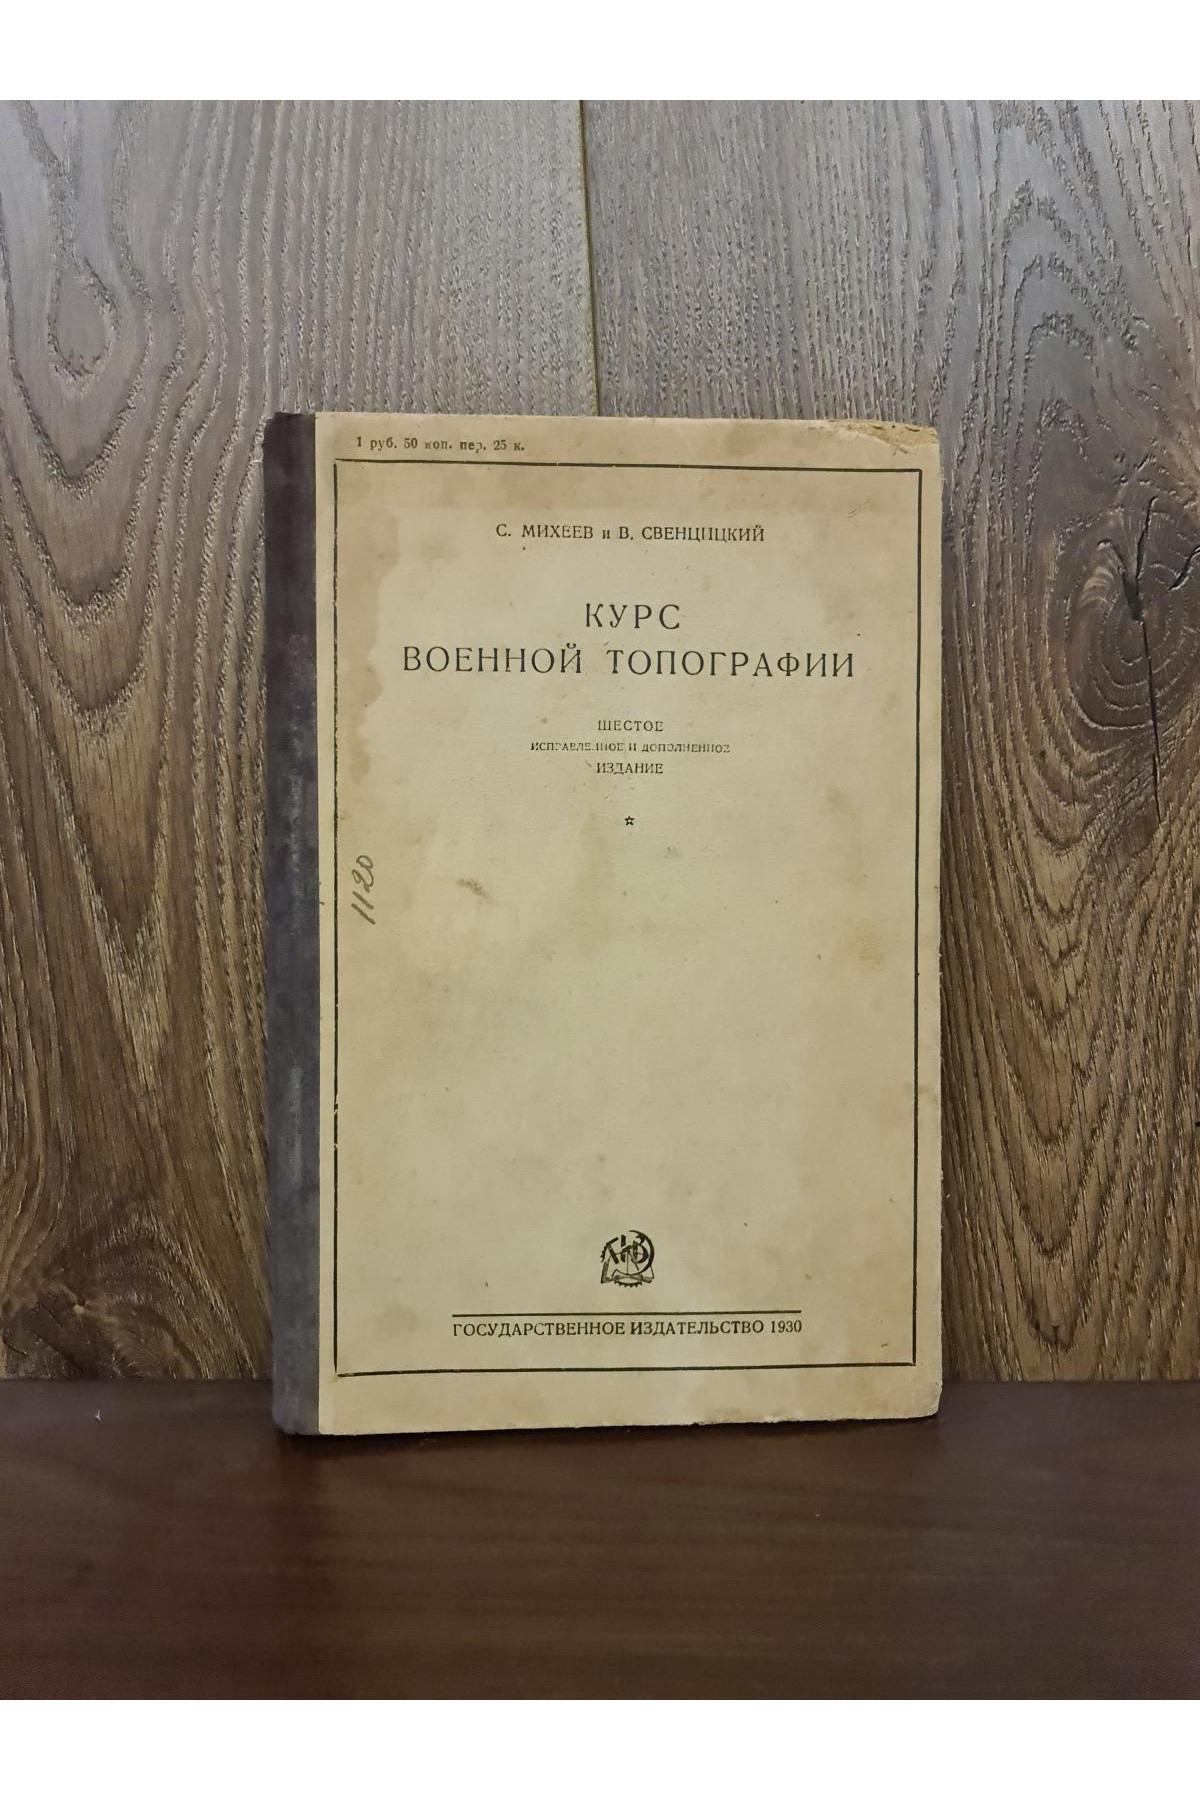 1 руб. 50 коп. пер. 25 к.
С. МИХЕЕВ и В. СВЕНЦИЦКИЙ
КУРС
ВОЕННОЙ ТОПОГРАФИИ
ШЕСТОЕ
ИСПРАВЛЕННОЕ И ДОПОЛНЕННОЕ
ИЗДАНИЕ
1120
ГОСУДАРСТВЕННОЕ ИЗДАТЕЛЬСТВО 1930